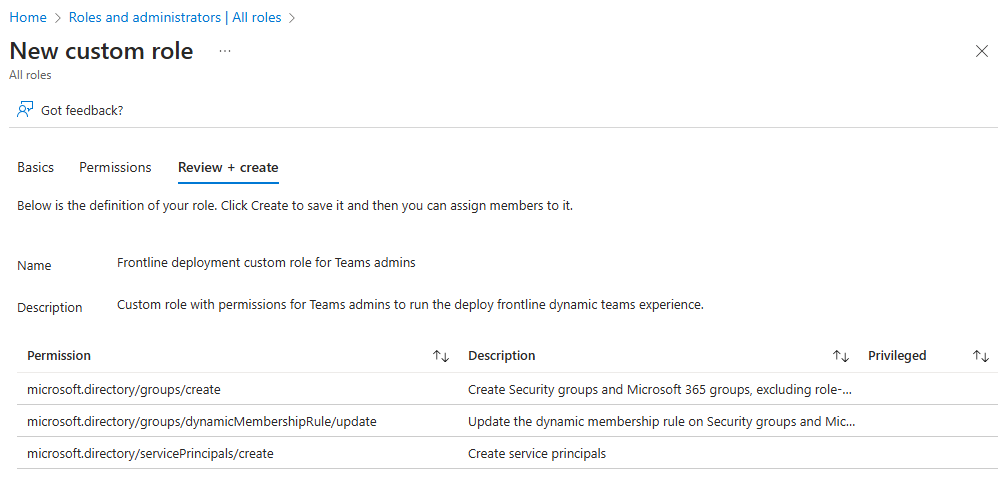 Home > Roles and administrators | All roles >
New custom role ...
All roles
Got feedback?
Basics Permissions Review + create
Below is the definition of your role. Click Create to save it and then you can assign members to it.
Name Frontline deployment custom role for Teams admins
Description Custom role with permissions for Teams admins to run the deploy frontline dynamic teams experience.
Permission Description Privileged
microsoft.directory/groups/create Create Security groups and Microsoft 365 groups, excluding role-...
microsoft.directory/groups/dynamicMembershipRule/update Update the dynamic membership rule on Security groups and Mic...
microsoft.directory/servicePrincipals/create Create service principals